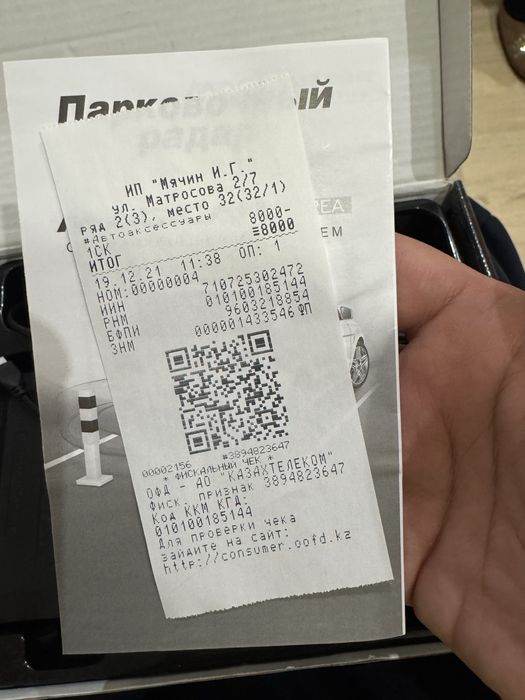 Парковочный
радар
ИП "Мячин И.Г."
ул. Матросова 2/7
ряд 2(3), место 32(32/1)
#Автоаксессуары
1СК 8000-
ИТОГ ≡8000
19.12.21 11:38 ОП: 1
НОМ:00000004
ИИН 710725302472
РНМ 010100185144
БФПИ 9603218854
ЗНМ 000001433546 ФП
00002156 #3894823647
* ФИСКАЛЬНЫЙ ЧЕК *
ОФД - АО "КАЗАХТЕЛЕКОМ"
Фиск. признак 3894823647
Код ККМ КГД:
010100185144
Для проверки чека
зайдите на сайт:
http://consumer.oofd.kz